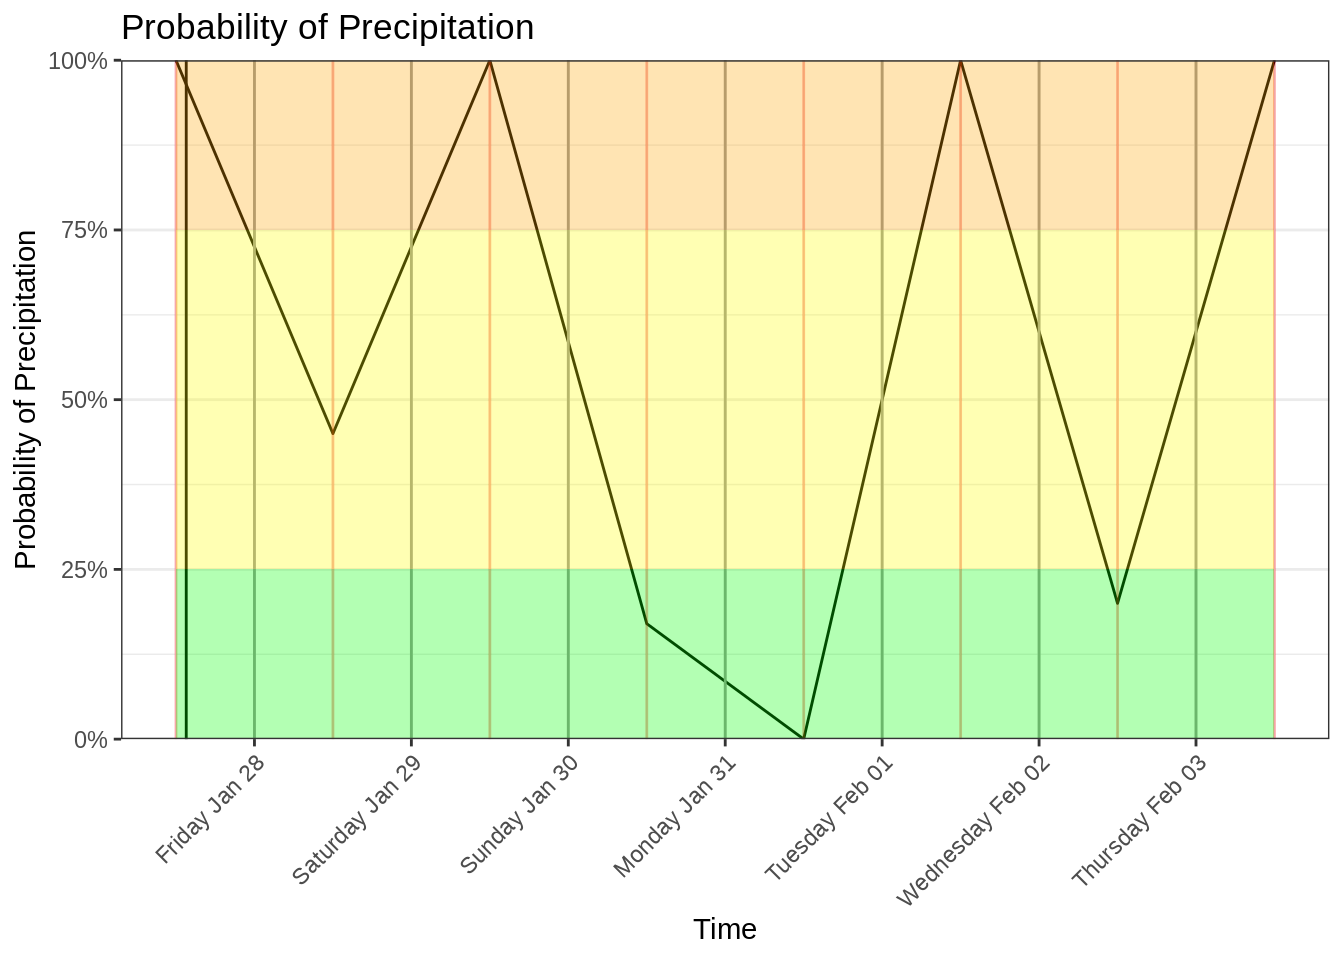 Probability of Precipitation
Probability of Precipitation
100%
75%
50%
25%
0%
Friday Jan 28
Saturday Jan 29
Sunday Jan 30
Monday Jan 31
Tuesday Feb 01
Wednesday Feb 02
Thursday Feb 03
Time